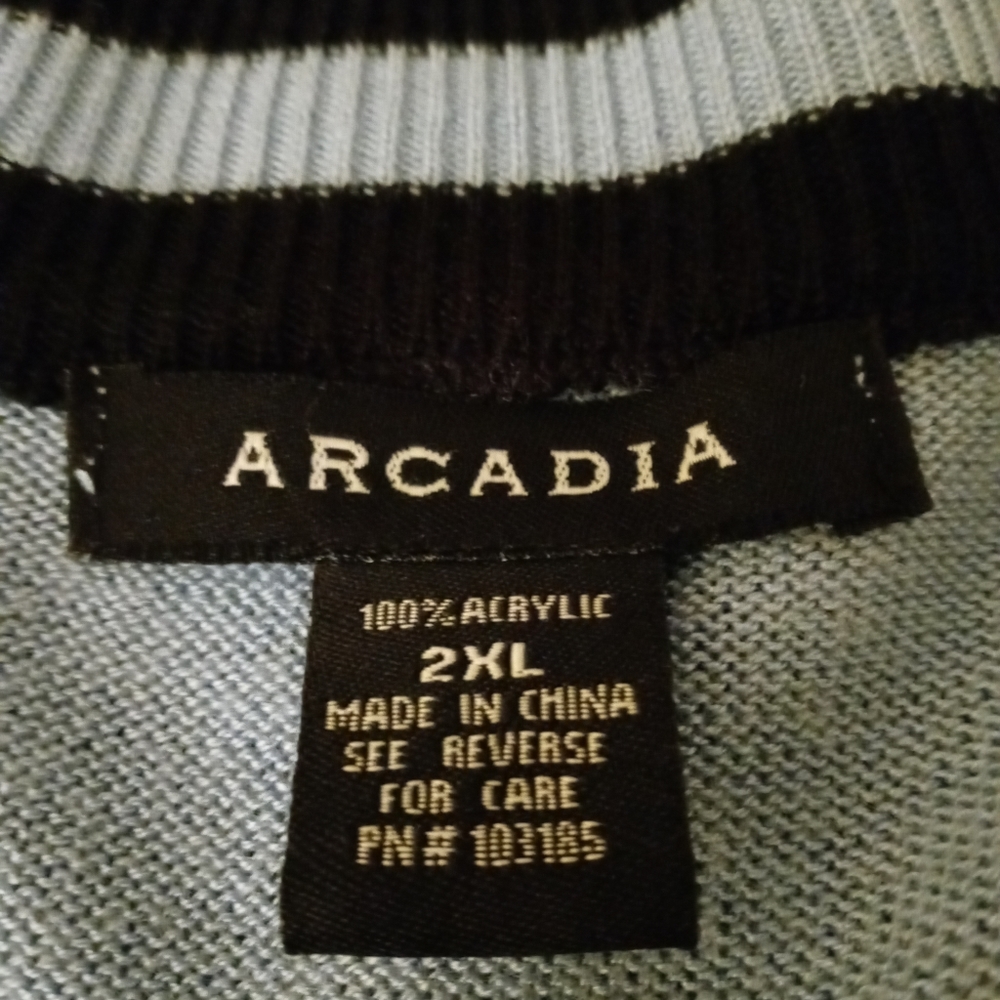 ARCADIA
100% ACRYLIC
2XL
MADE IN CHINA
SEE REVERSE
FOR CARE
PN# 103185